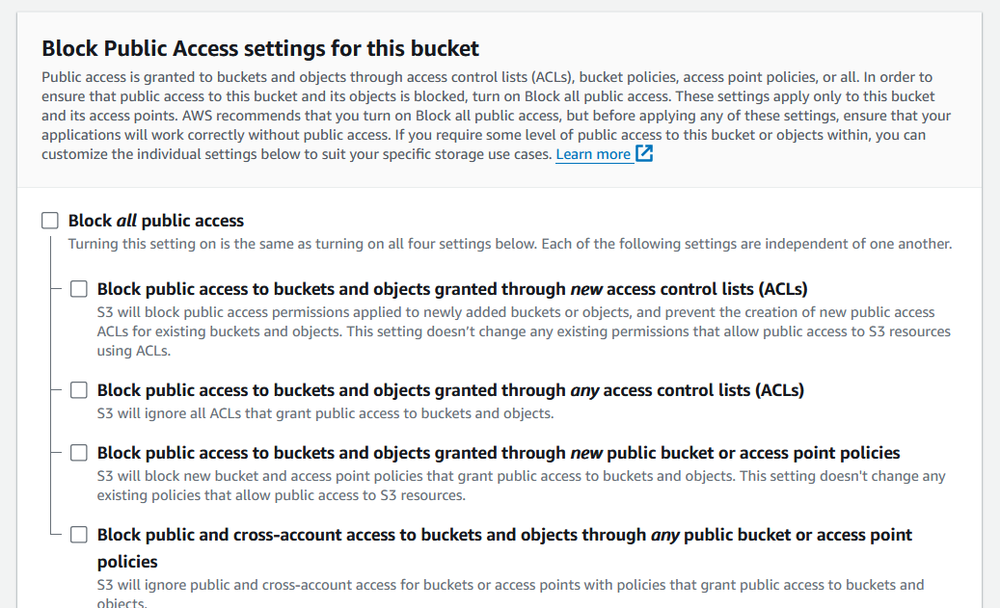 Block Public Access settings for this bucket
Public access is granted to buckets and objects through access control lists (ACLs), bucket policies, access point policies, or all. In order to
ensure that public access to this bucket and its objects is blocked, turn on Block all public access. These settings apply only to this bucket
and its access points. AWS recommends that you turn on Block all public access, but before applying any of these settings, ensure that your
applications will work correctly without public access. If you require some level of public access to this bucket or objects within, you can
customize the individual settings below to suit your specific storage use cases. Learn more
Block all public access
Turning this setting on is the same as turning on all four settings below. Each of the following settings are independent of one another.
Block public access to buckets and objects granted through new access control lists (ACLs)
S3 will block public access permissions applied to newly added buckets or objects, and prevent the creation of new public access
ACLs for existing buckets and objects. This setting doesn’t change any existing permissions that allow public access to S3 resources
using ACLs.
Block public access to buckets and objects granted through any access control lists (ACLs)
S3 will ignore all ACLs that grant public access to buckets and objects.
Block public access to buckets and objects granted through new public bucket or access point policies
S3 will block new bucket and access point policies that grant public access to buckets and objects. This setting doesn't change any
existing policies that allow public access to S3 resources.
Block public and cross-account access to buckets and objects through any public bucket or access point
policies
S3 will ignore public and cross-account access for buckets or access points with policies that grant public access to buckets and
objects.